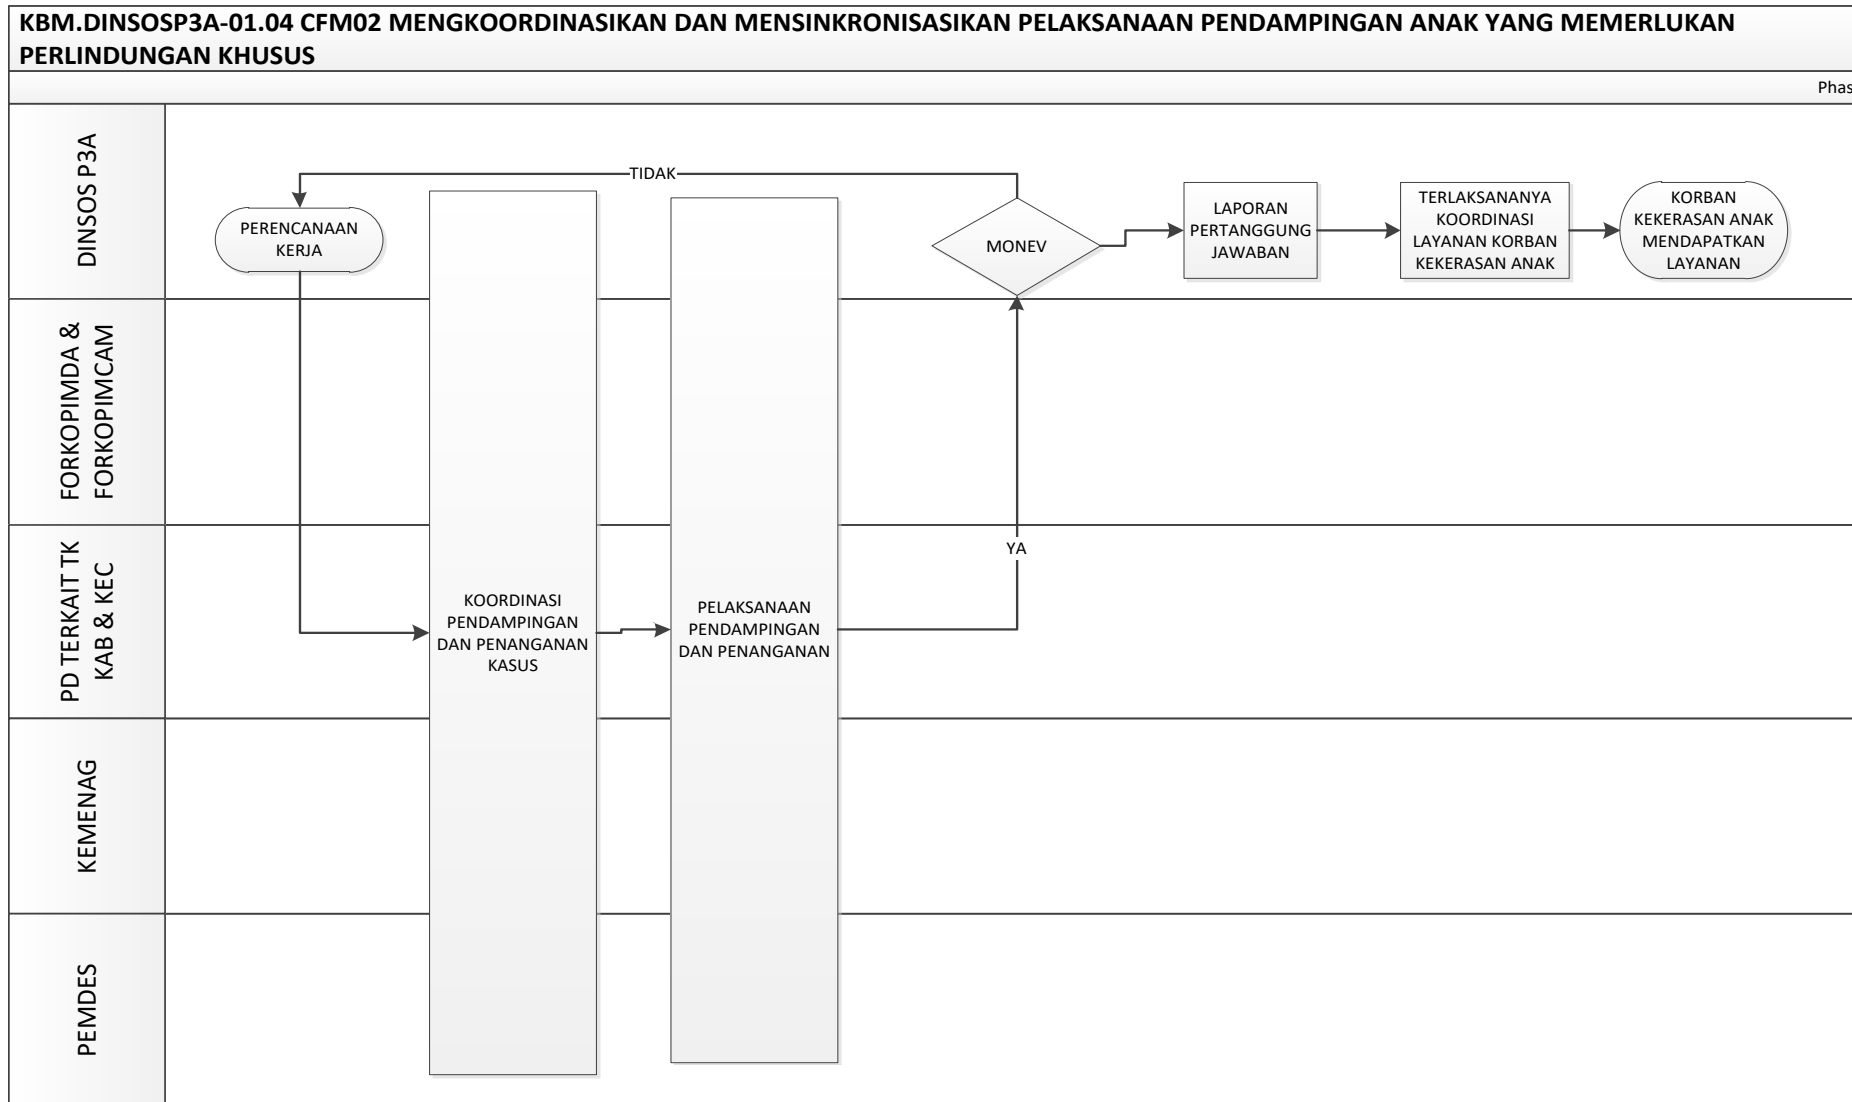 KBM.DINSOSP3A-01.04 CFM02 MENGKOORDINASIKAN DAN MENSINKRONISASIKAN PELAKSANAAN PENDAMPINGAN ANAK YANG MEMERLUKAN
PERLINDUNGAN KHUSUS
Phas
DINSOS P3A
TIDAK
PERENCANAAN
KERJA
MONEV
LAPORAN
PERTANGGUNG
JAWABAN
TERLAKSANANYA
KOORDINASI
LAYANAN KORBAN
KEKERASAN ANAK
KORBAN
KEKERASAN ANAK
MENDAPATKAN
LAYANAN
FORKOPIMDA &
FORKOPIMCAM
PD TERKAIT TK
KAB & KEC
YA
KOORDINASI
PENDAMPINGAN
DAN PENANGANAN
KASUS
PELAKSANAAN
PENDAMPINGAN
DAN PENANGANAN
KEMENAG
PEMDES